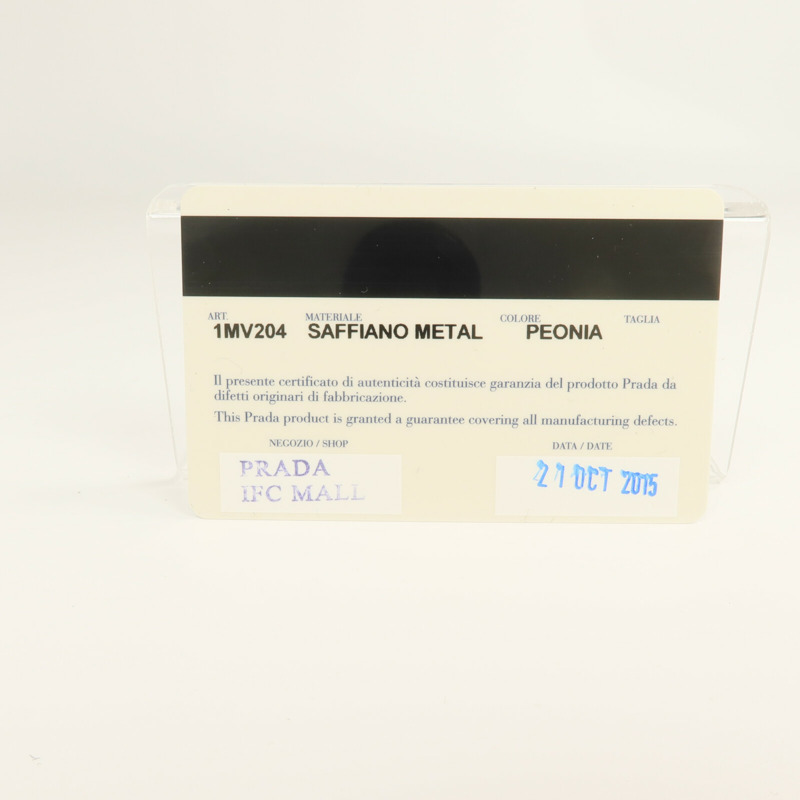 ART. MATERIALE COLORE TAGLIA
1MV204 SAFFIANO METAL PEONIA
Il presente certificato di autenticità costituisce garanzia del prodotto Prada da
difetti originari di fabbricazione.
This Prada product is granted a guarantee covering all manufacturing defects.
NEGOZIO / SHOP DATA / DATE
PRADA
IFC MALL
21 OCT 2015